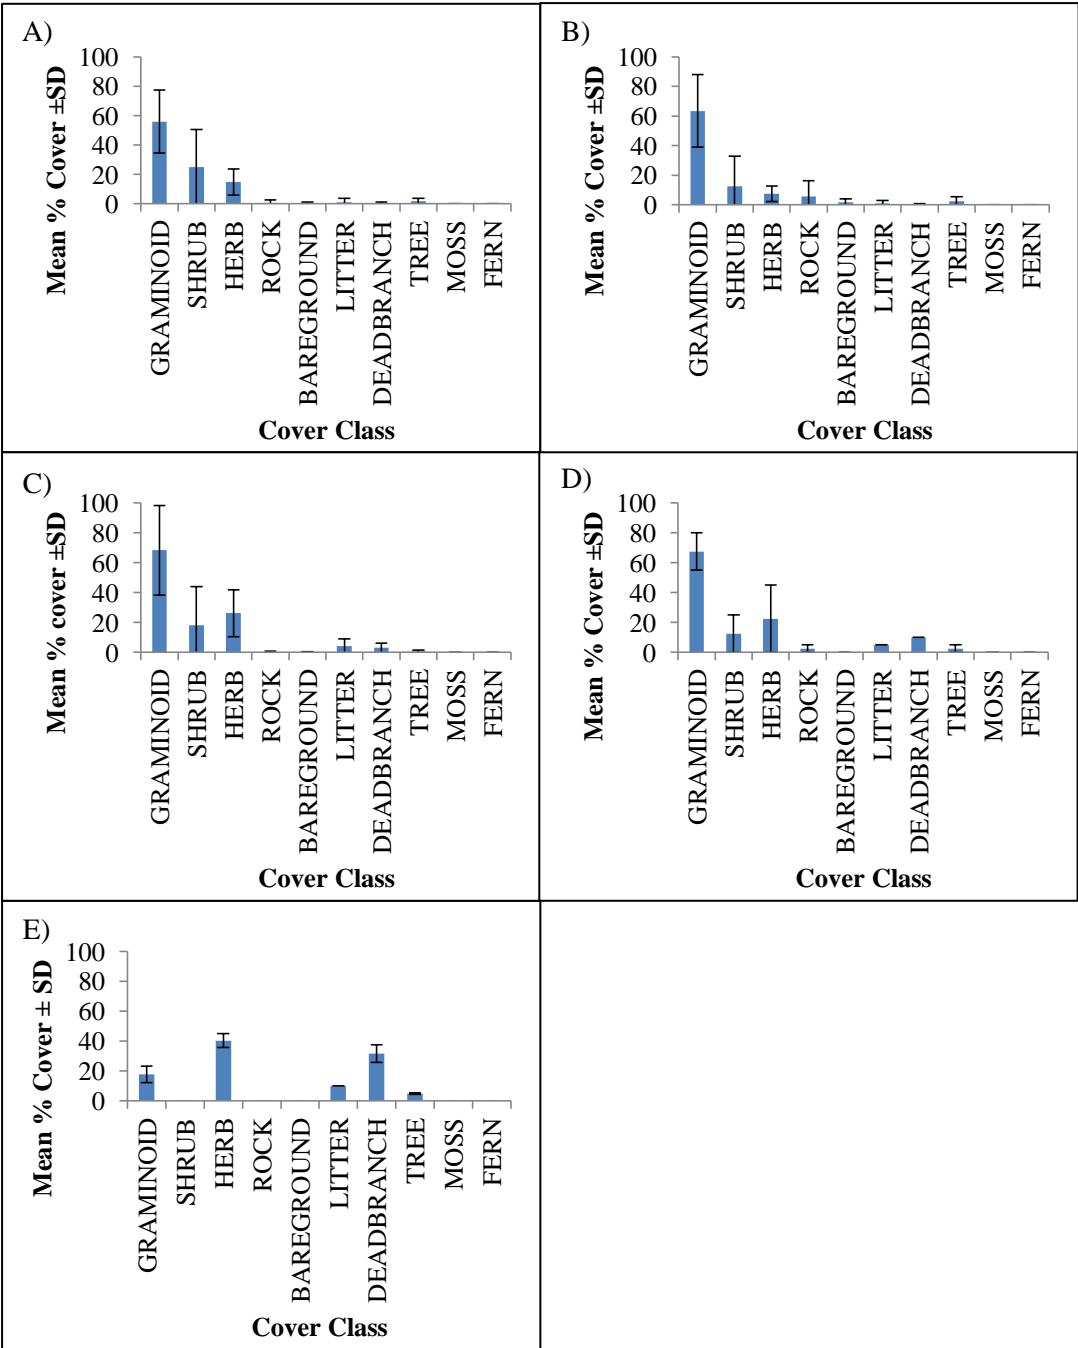 A)
Mean % Cover ±SD
100
80
60
40
20
0
GRAMINOID
SHRUB
HERB
ROCK
BAREGROUND
LITTER
DEADBRANCH
TREE
MOSS
FERN
Cover Class
B)
Mean % Cover ±SD
100
80
60
40
20
0
GRAMINOID
SHRUB
HERB
ROCK
BAREGROUND
LITTER
DEADBRANCH
TREE
MOSS
FERN
Cover Class
C)
Mean % cover ±SD
100
80
60
40
20
0
GRAMINOID
SHRUB
HERB
ROCK
BAREGROUND
LITTER
DEADBRANCH
TREE
MOSS
FERN
Cover Class
D)
Mean % Cover ±SD
100
80
60
40
20
0
GRAMINOID
SHRUB
HERB
ROCK
BAREGROUND
LITTER
DEADBRANCH
TREE
MOSS
FERN
Cover Class
E)
Mean % Cover ± SD
100
80
60
40
20
0
GRAMINOID
SHRUB
HERB
ROCK
BAREGROUND
LITTER
DEADBRANCH
TREE
MOSS
FERN
Cover Class